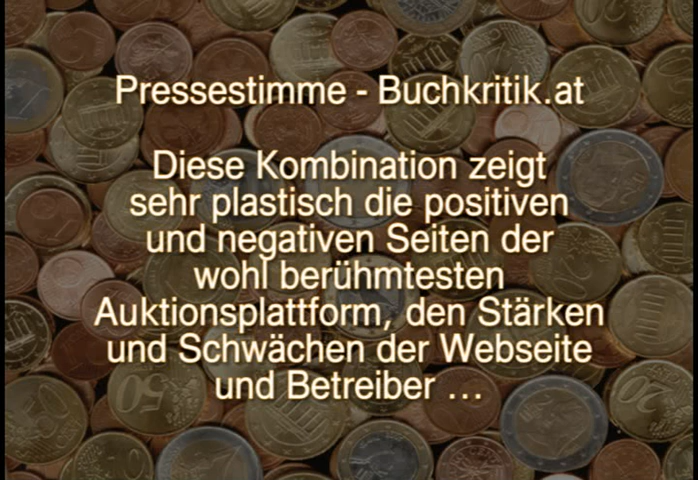 Pressestimme - Buchkritik.at
Diese Kombination zeigt
sehr plastisch die positiven
und negativen Seiten der
wohl berühmtesten
Auktionsplattform, den Stärken
und Schwächen der Webseite
und Betreiber ...